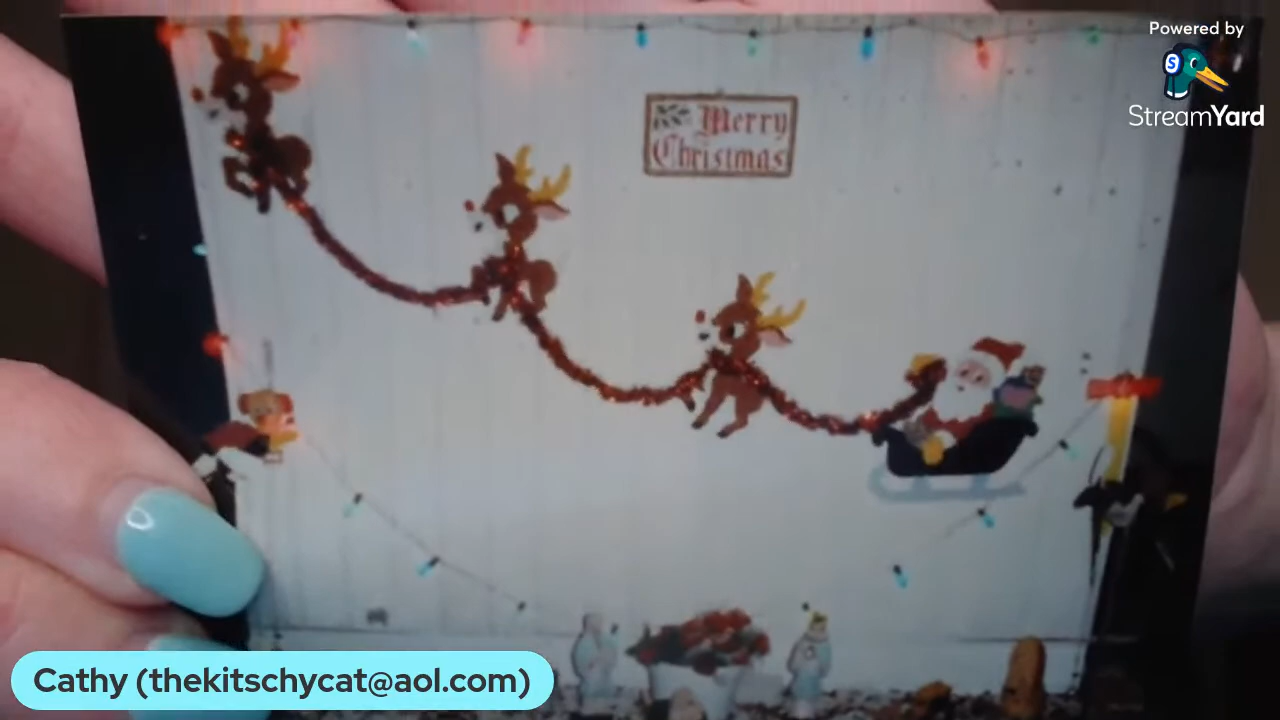 Powered by
StreamYard
Merry
Christmas
Cathy (thekitschycat@aol.com)